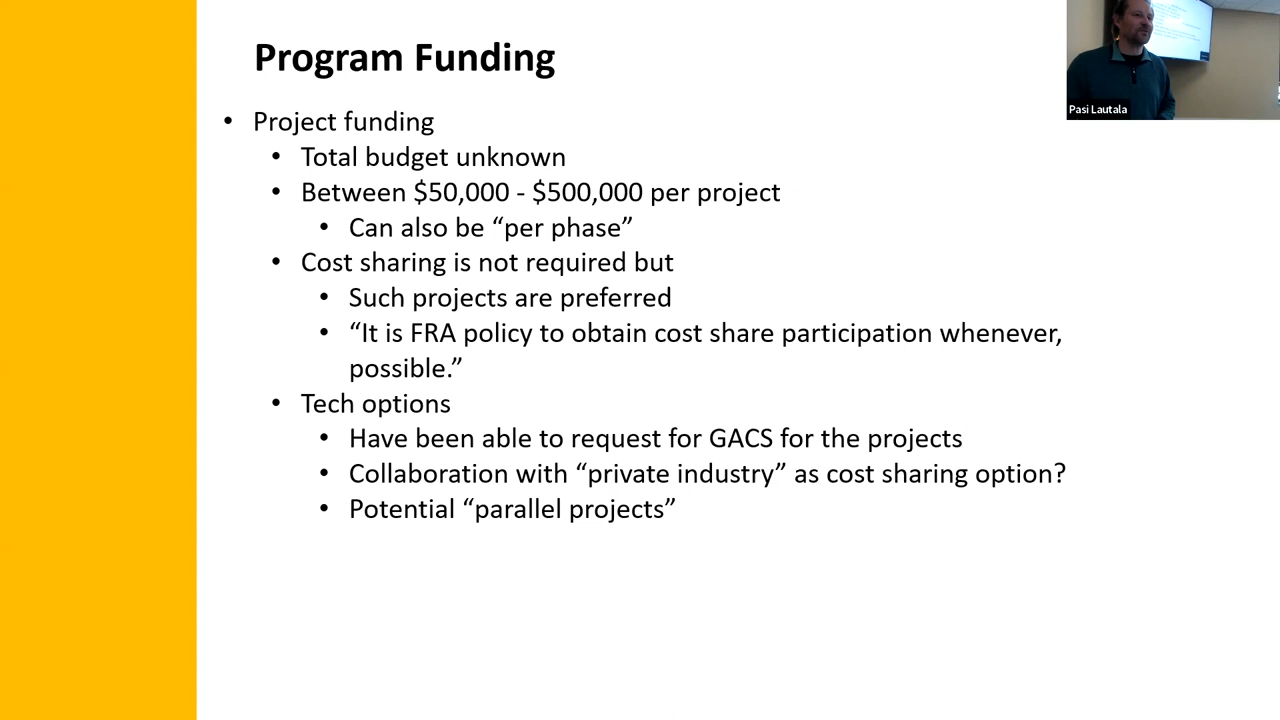 Program Funding
• Project funding
• Total budget unknown
• Between $50,000 - $500,000 per project
• Can also be “per phase”
• Cost sharing is not required but
• Such projects are preferred
• “It is FRA policy to obtain cost share participation whenever,
possible.”
• Tech options
• Have been able to request for GACS for the projects
• Collaboration with “private industry” as cost sharing option?
• Potential “parallel projects”
Pasi Lautala